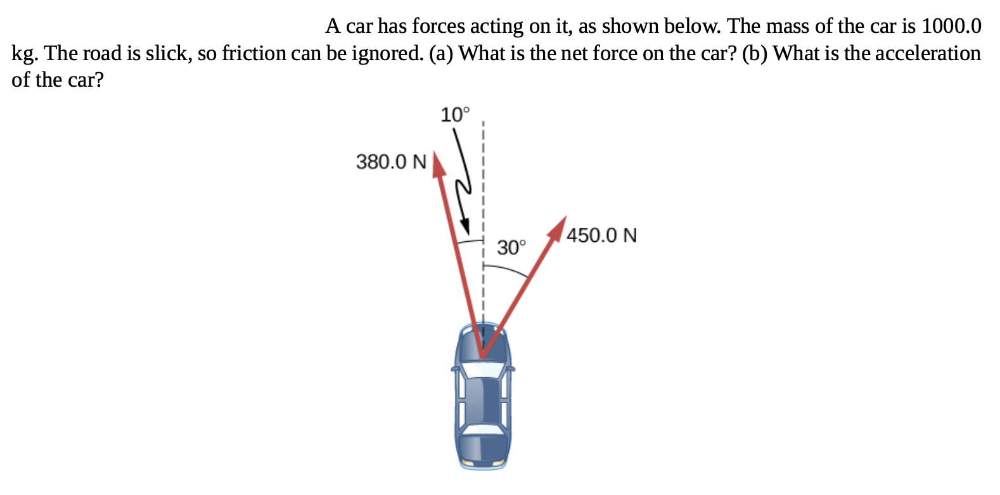 A car has forces acting on it, as shown below. The mass of the car is 1000.0
kg. The road is slick, so friction can be ignored. (a) What is the net force on the car? (b) What is the acceleration
of the car?
10°
380.0 N
450.0 N
30°